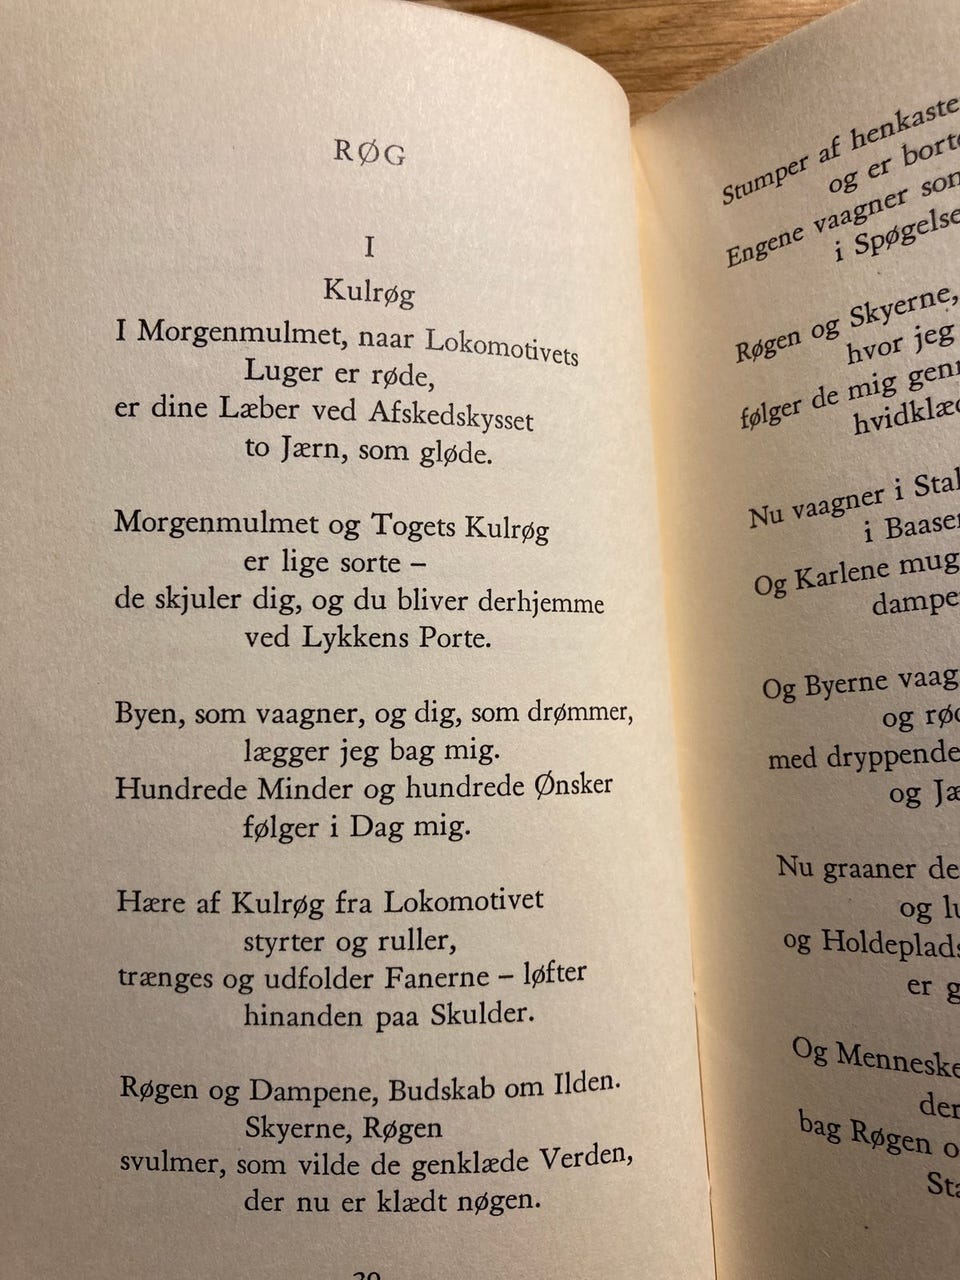 RØG
I
Kulrøg
I Morgenmulmet, naar Lokomotivets
Luger er røde,
er dine Læber ved Afskedskysset
to Jærn, som gløde.
Morgenmulmet og Togets Kulrøg
er lige sorte –
de skjuler dig, og du bliver derhjemme
ved Lykkens Porte.
Byen, som vaagner, og dig, som drømmer,
lægger jeg bag mig.
Hundrede Minder og hundrede Ønsker
følger i Dag mig.
Hære af Kulrøg fra Lokomotivet
styrter og ruller,
trænges og udfolder Fanerne – løfter
hinanden paa Skulder.
Røgen og Dampene, Budskab om Ilden.
Skyerne, Røgen
svulmer, som vilde de genklæde Verden,
der nu er klædt nøgen.
Stumper af henkaste
og er bort
Engene vaagner som
i Spøgelse
Røgen og Skyerne,
hvor jeg
følger de mig gen
hvidklæ
Nu vaagner i Stal
i Baase
Og Karlene mug
dampe
Og Byerne vaag
og rø
med dryppende
og Jæ
Nu graaner de
og lu
og Holdeplads
er g
Og Menneske
der
bag Røgen o
Sta